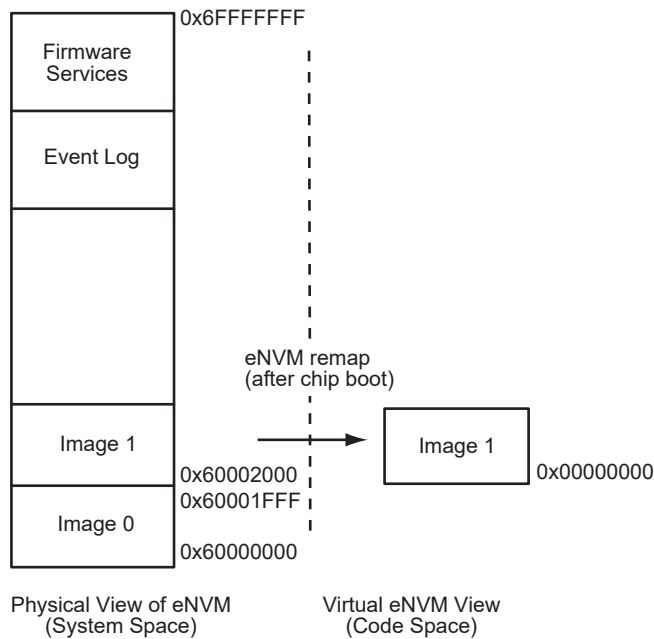 0x6FFFFFFF
Firmware
Services
Event Log
eNVM remap
(after chip boot)
Image 1
Image 1
0x60002000
0x00000000
0x60001FFF
Image 0
0x60000000
Physical View of eNVM
(System Space)
Virtual eNVM View
(Code Space)